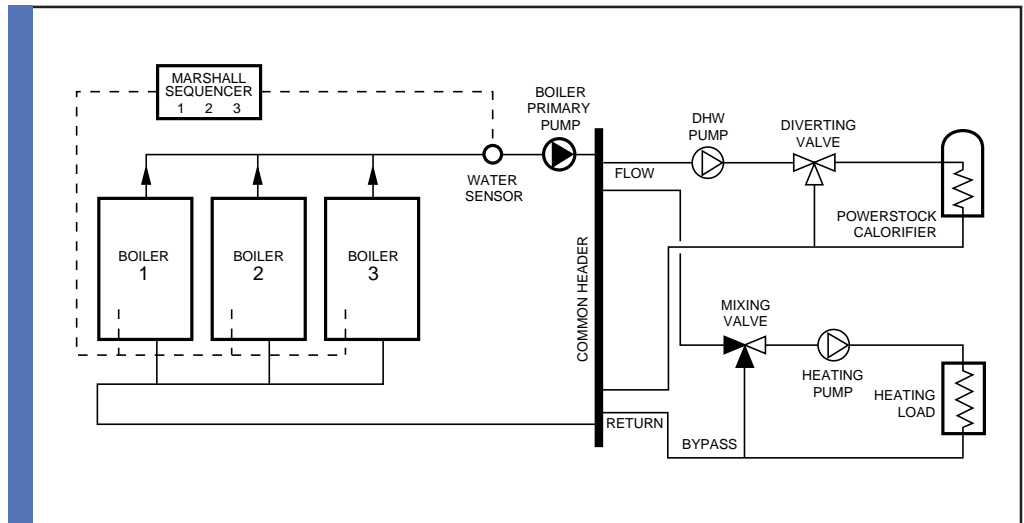 MARSHALL
SEQUENCER
1 2 3
BOILER
PRIMARY
PUMP
WATER
SENSOR
BOILER
1
BOILER
2
BOILER
3
COMMON HEADER
FLOW
DHW
PUMP
DIVERTING
VALVE
POWERSTOCK
CALORIFIER
MIXING
VALVE
HEATING
PUMP
HEATING
LOAD
RETURN
BYPASS